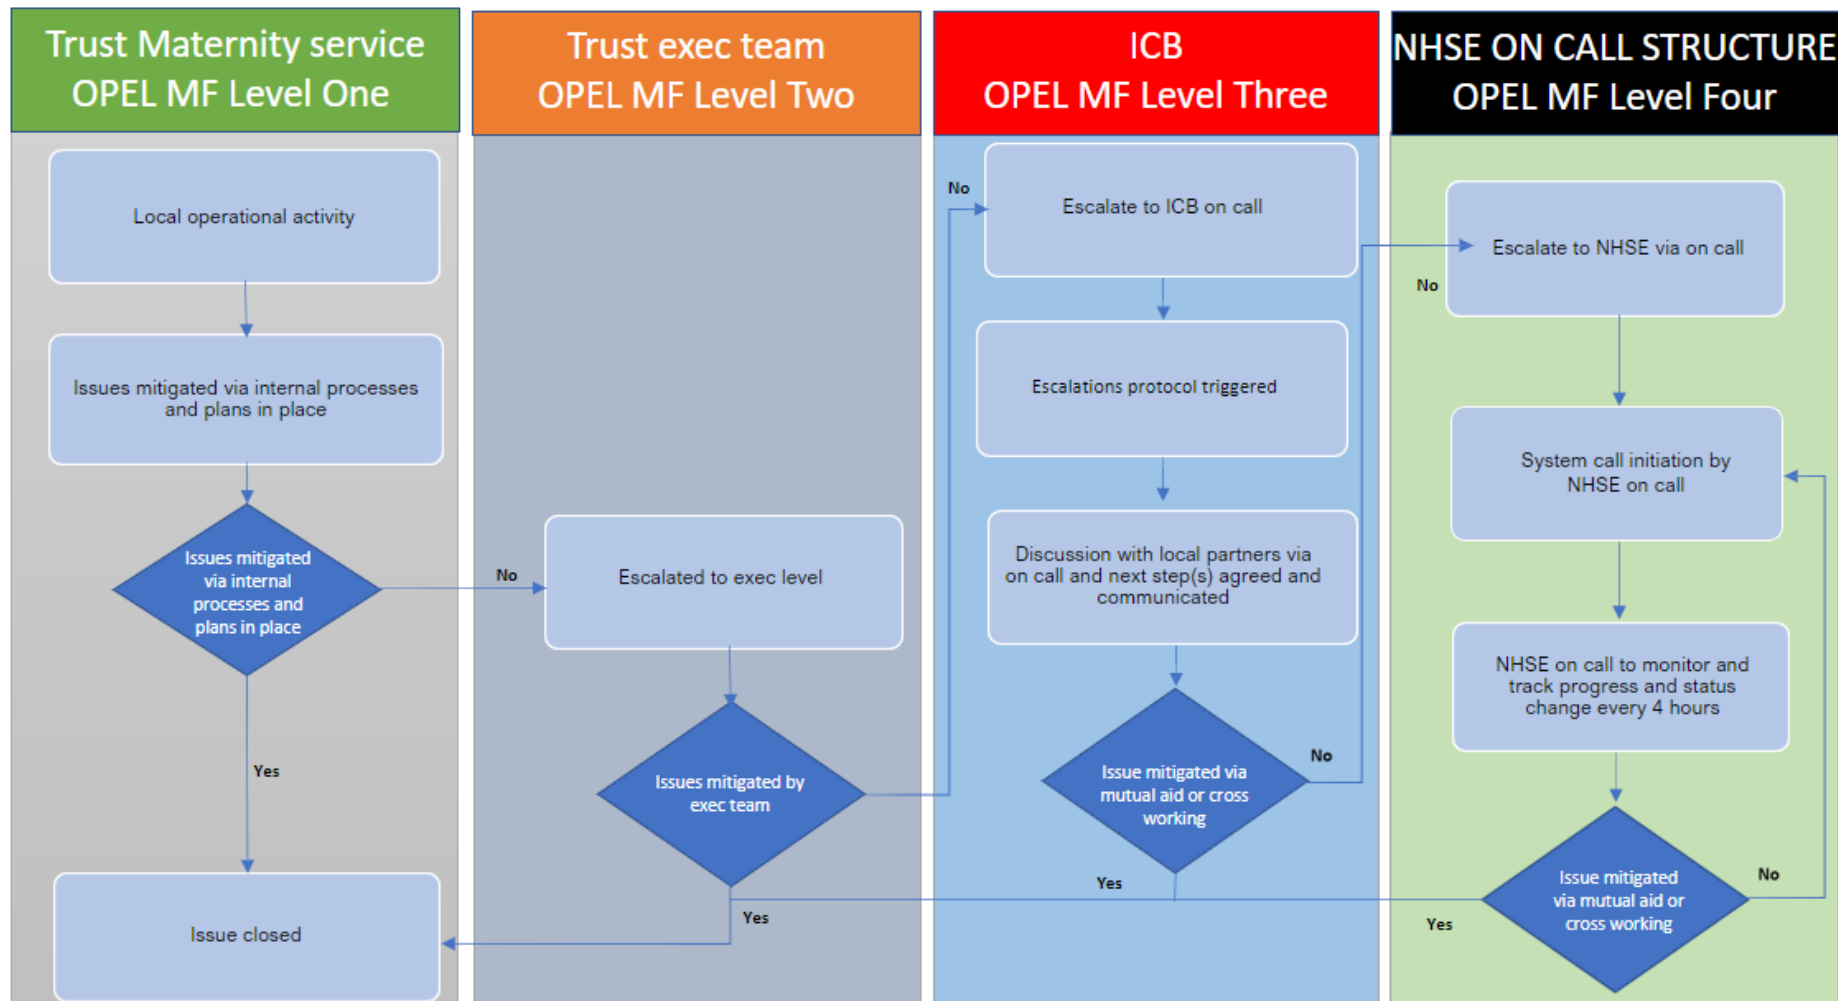 Trust Maternity service
OPEL MF Level One
Local operational activity
Issues mitigated via internal processes
and plans in place
Issues mitigated
via internal
processes and
plans in place
No
Yes
Issue closed
Trust exec team
OPEL MF Level Two
Escalated to exec level
Issues mitigated by
exec team
No
Yes
ICB
OPEL MF Level Three
Escalate to ICB on call
Escalations protocol triggered
Discussion with local partners via
on call and next step(s) agreed and
communicated
Issue mitigated via
mutual aid or cross
working
No
Yes
NHSE ON CALL STRUCTURE
OPEL MF Level Four
Escalate to NHSE via on call
No
System call initiation by
NHSE on call
NHSE on call to monitor and
track progress and status
change every 4 hours
Issue mitigated
via mutual aid or
cross working
No
Yes